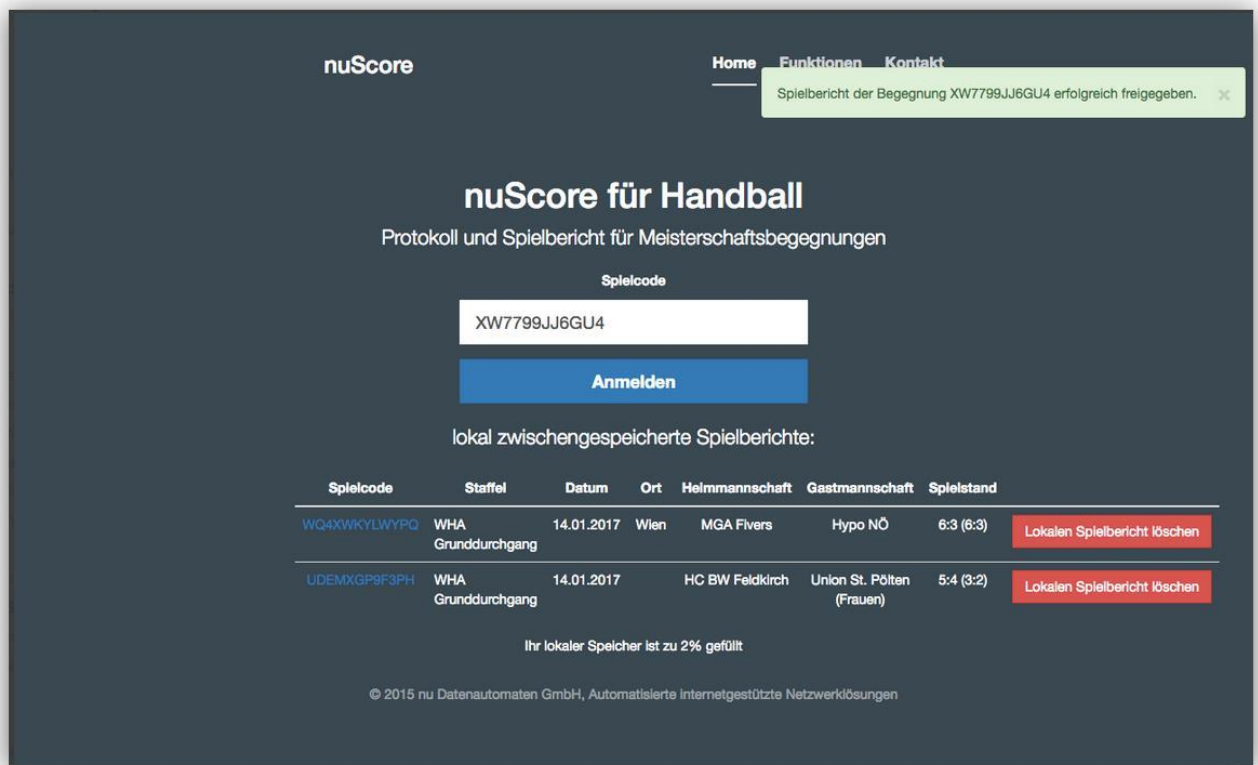 nuScore
Home Funktionen Kontakt
Spielbericht der Begegnung XW7799JJ6GU4 erfolgreich freigegeben. ×
nuScore für Handball
Protokoll und Spielbericht für Meisterschaftsbegegnungen
Spielcode
XW7799JJ6GU4
Anmelden
lokal zwischengespeicherte Spielberichte:
Spielcode Staffel Datum Ort Heimmannschaft Gastmannschaft Spielstand
WQ4XWKYLWYPQ WHA 14.01.2017 Wien MGA Fivers Hypo NÖ 6:3 (6:3) Lokalen Spielbericht löschen
Grunddurchgang
UDEMXGP9F3PH WHA 14.01.2017 HC BW Feldkirch Union St. Pölten 5:4 (3:2) Lokalen Spielbericht löschen
Grunddurchgang (Frauen)
Ihr lokaler Speicher ist zu 2% gefüllt
© 2015 nu Datenautomaten GmbH, Automatisierte internetgestützte Netzwerklösungen